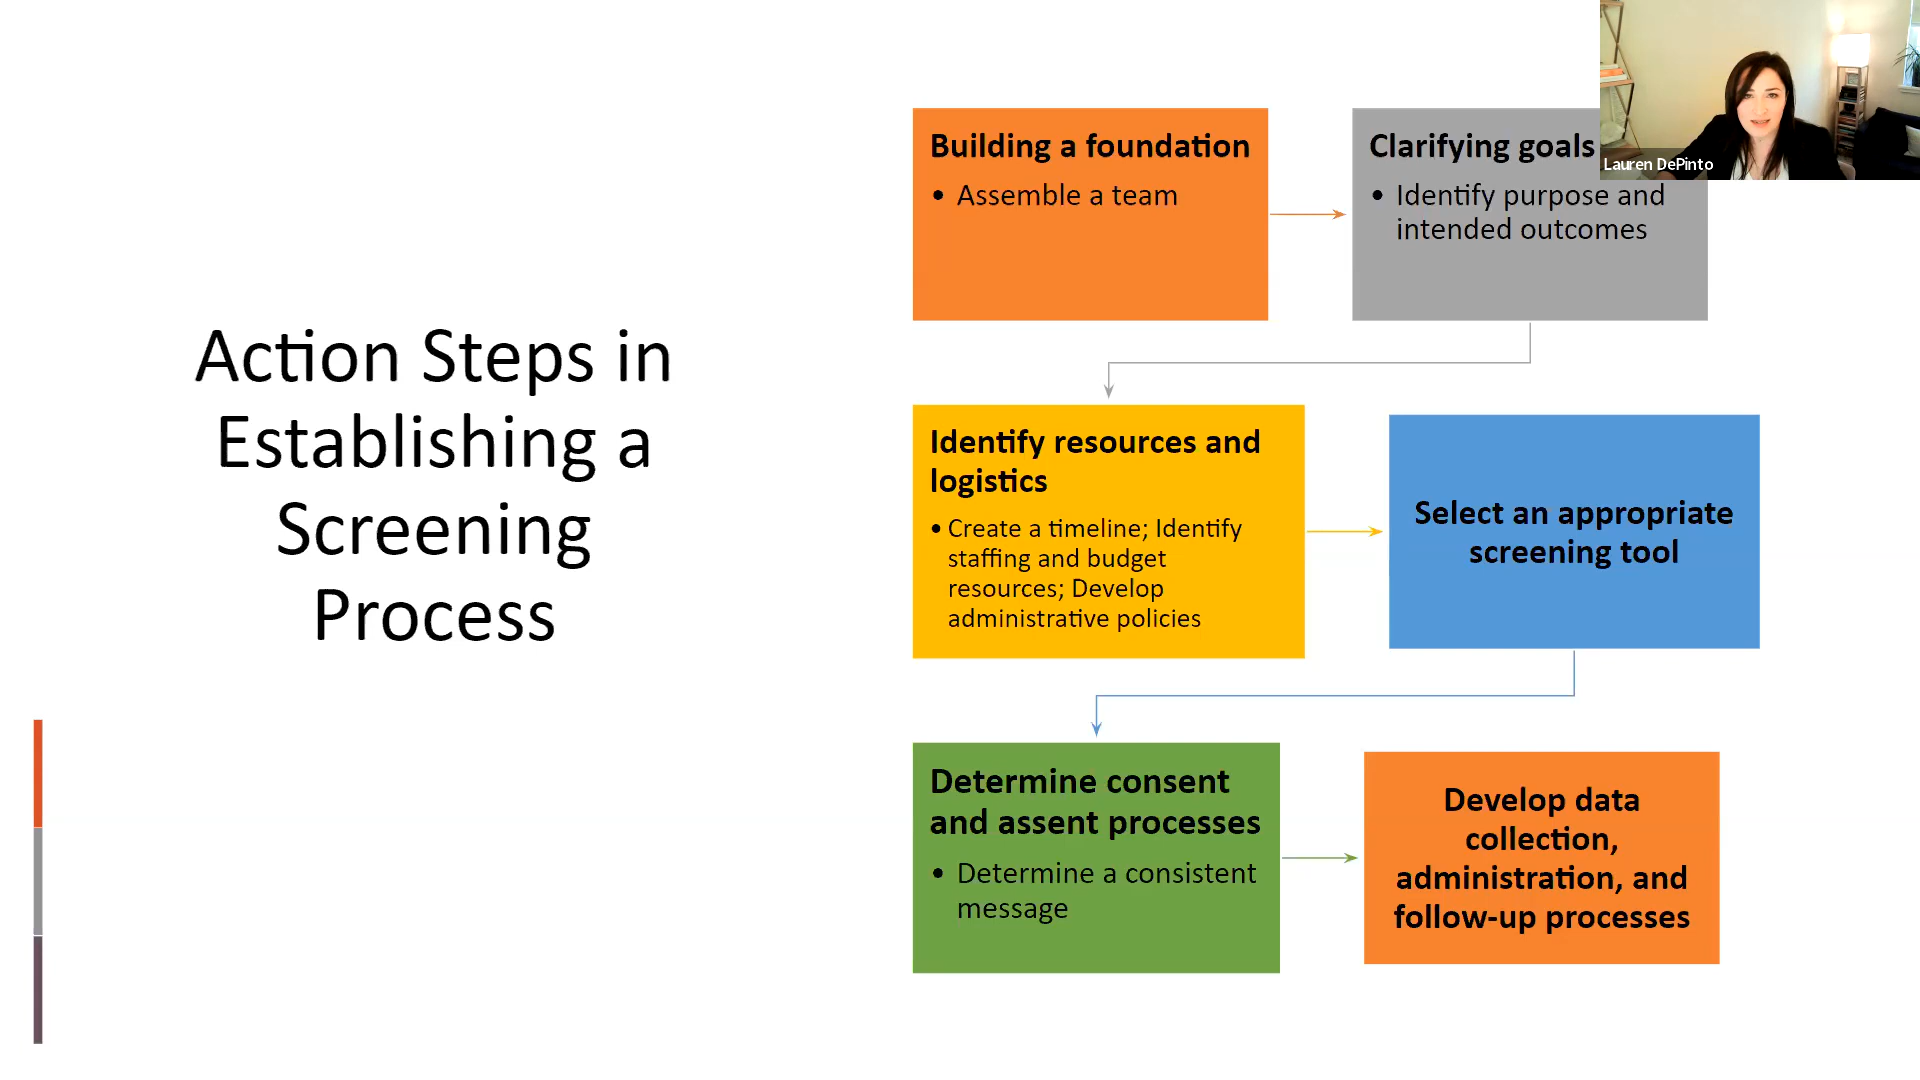 Action Steps in
Establishing a
Screening
Process
Building a foundation
• Assemble a team
Clarifying goals
• Identify purpose and
intended outcomes
Lauren DePinto
Identify resources and
logistics
• Create a timeline; Identify
staffing and budget
resources; Develop
administrative policies
Select an appropriate
screening tool
Determine consent
and assent processes
• Determine a consistent
message
Develop data
collection,
administration, and
follow-up processes